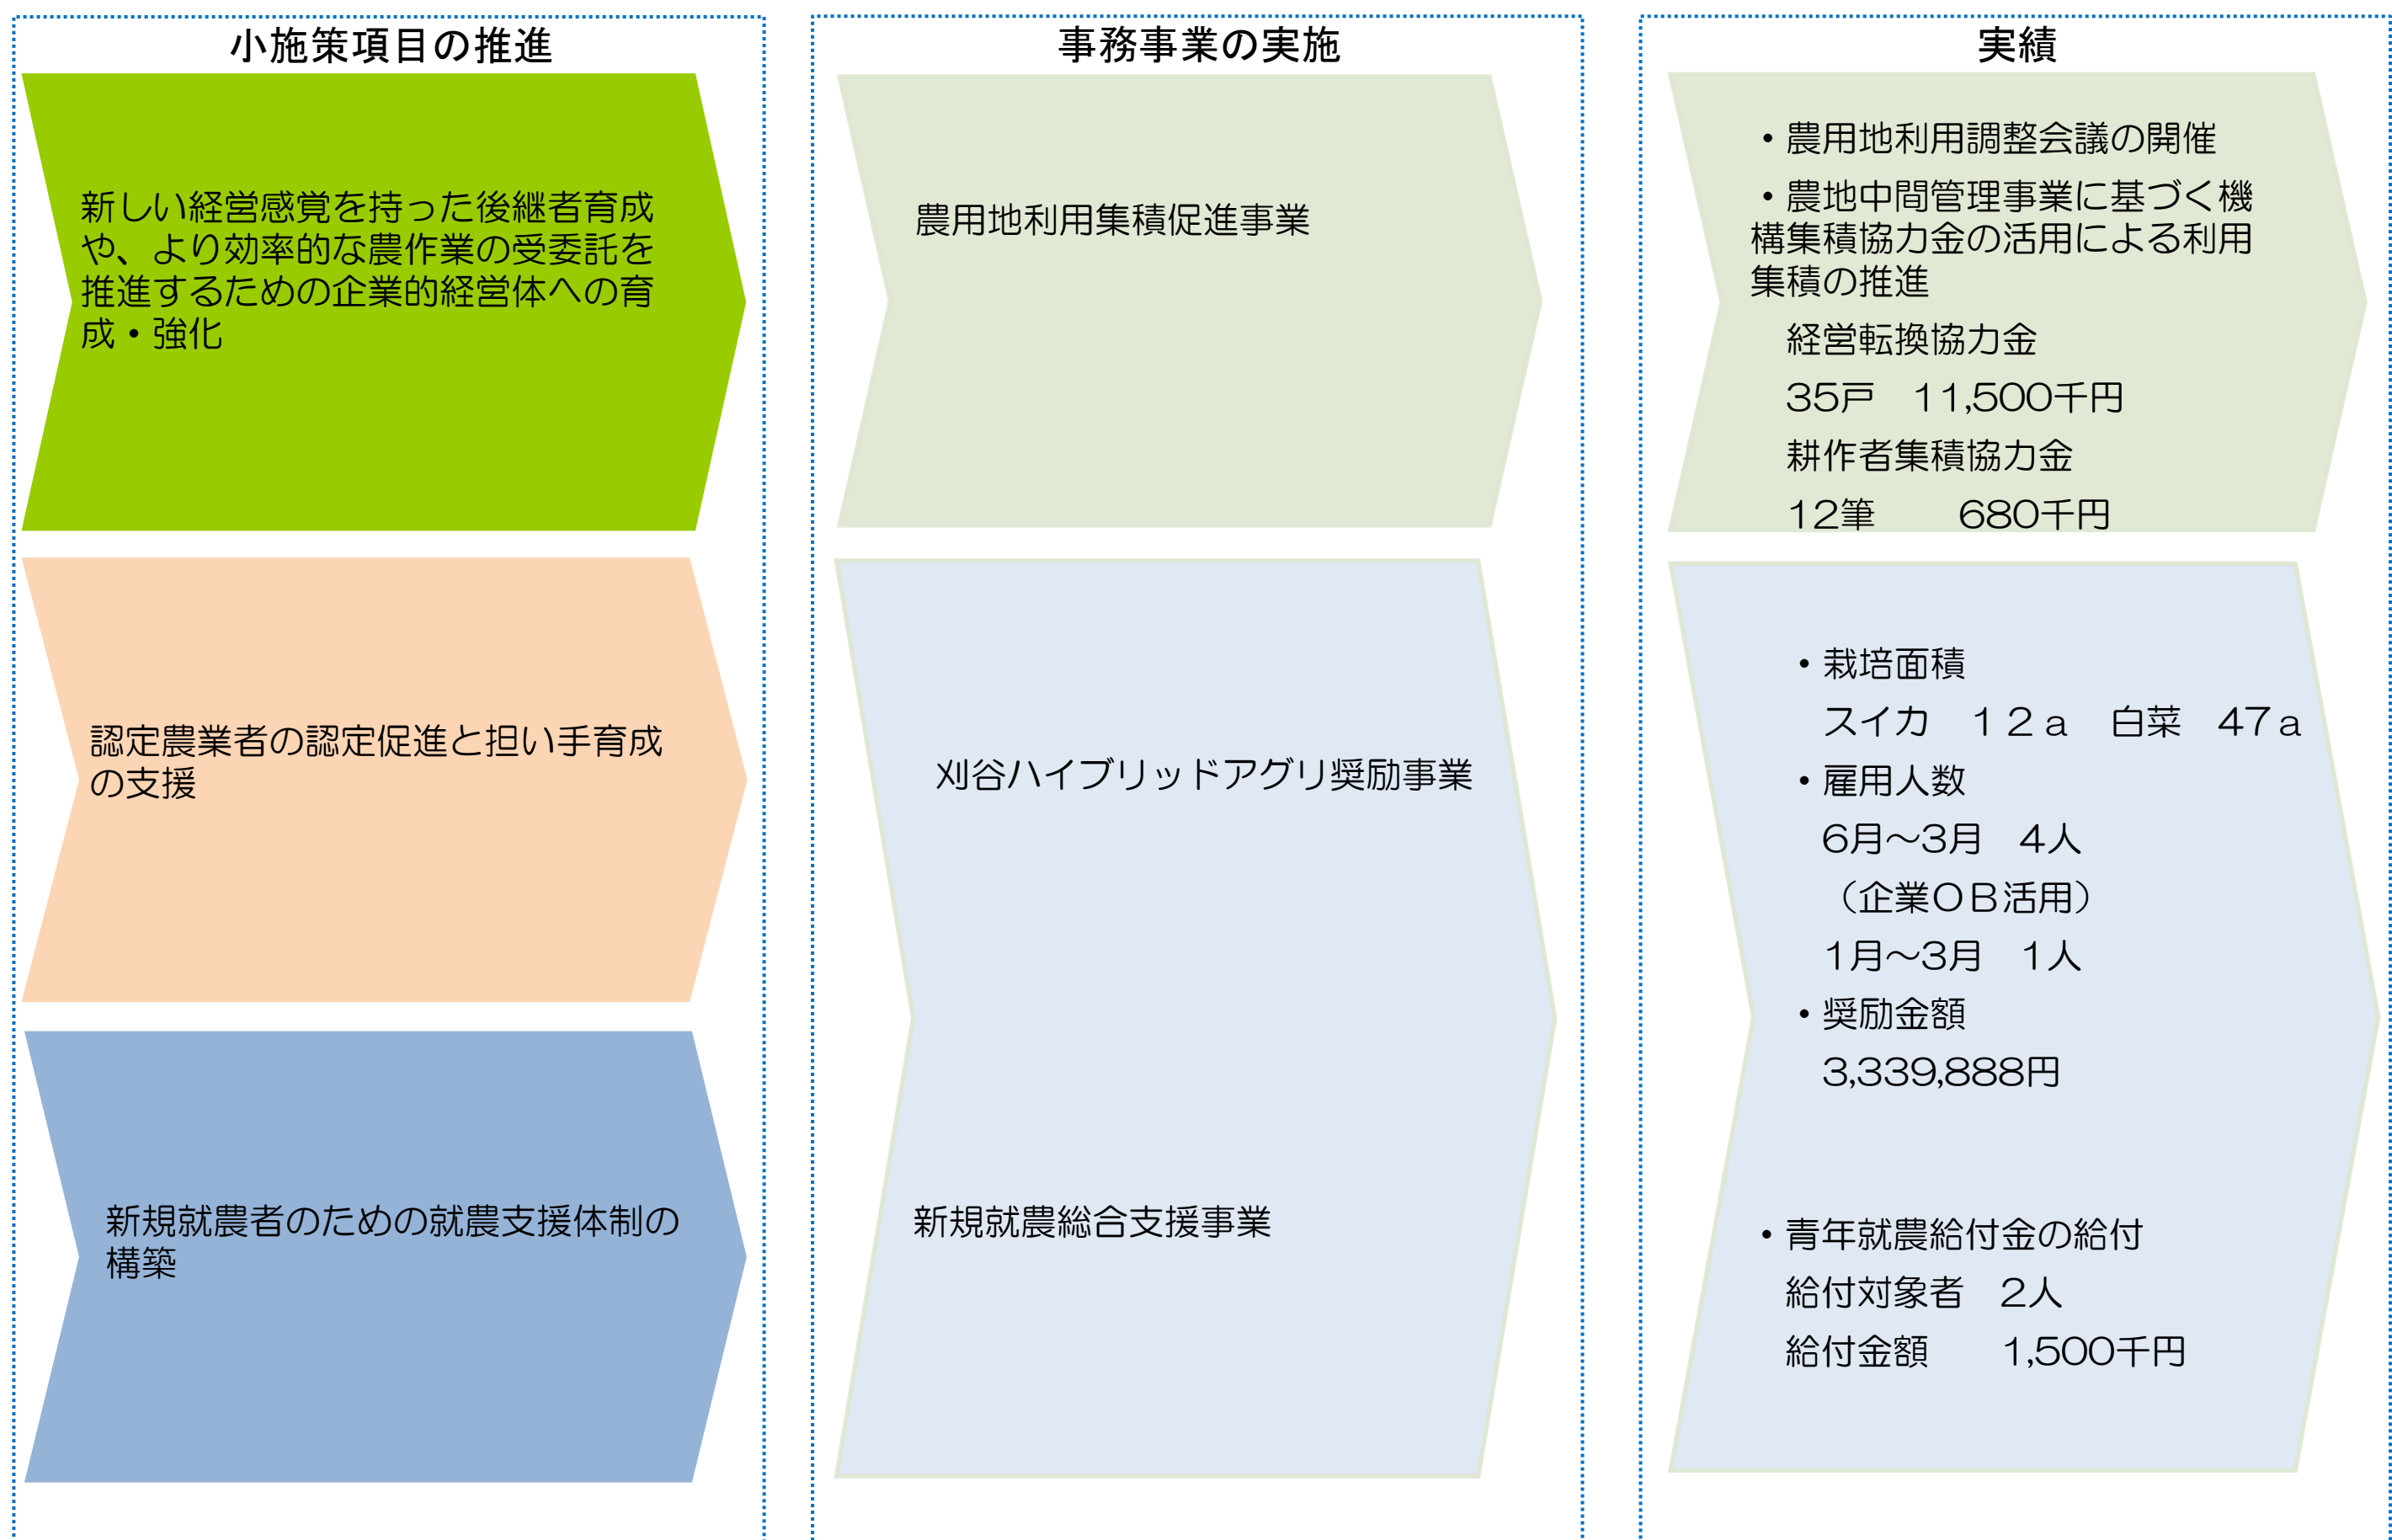 小施策項目の推進
新しい経営感覚を持った後継者育成
や、より効率的な農作業の受委託を
推進するための企業的経営体への育
成・強化
認定農業者の認定促進と担い手育成
の支援
新規就農者のための就農支援体制の
構築
事務事業の実施
農用地利用集積促進事業
刈谷ハイブリッドアグリ奨励事業
新規就農総合支援事業
実績
・農用地利用調整会議の開催
・農地中間管理事業に基づく機
構集積協力金の活用による利用
集積の推進
経営転換協力金
35戸　11,500千円
耕作者集積協力金
12筆　　680千円
・栽培面積
スイカ　１２ａ　白菜　47ａ
・雇用人数
6月～3月　4人
（企業ＯＢ活用）
1月～3月　1人
・奨励金額
3,339,888円
・青年就農給付金の給付
給付対象者　2人
給付金額　　1,500千円